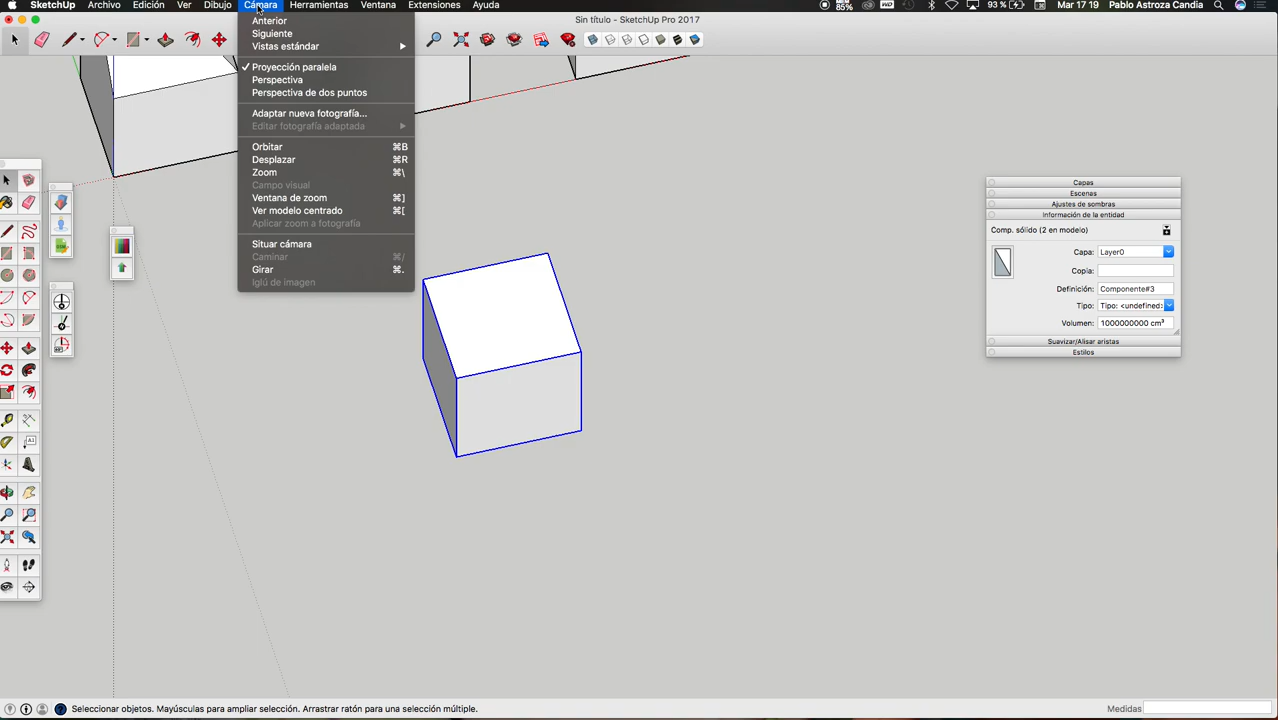 SketchUp Archivo Edición Ver Dibujo Cámara Herramientas Ventana Extensiones Ayuda 85% 93 % Mar 17 19 Pablo Astroza Candia
Sin título - SketchUp Pro 2017
Anterior
Siguiente
Vistas estándar
Proyección paralela
Perspectiva
Perspectiva de dos puntos
Adaptar nueva fotografía...
Editar fotografía adaptada
Orbitar ⌘B
Desplazar ⌘R
Zoom ⌘\
Campo visual
Ventana de zoom ⌘]
Ver modelo centrado ⌘[
Aplicar zoom a fotografía
Situar cámara
Caminar ⌘/
Girar ⌘.
Iglú de imagen
Capas
Escenas
Ajustes de sombras
Información de la entidad
Comp. sólido (2 en modelo)
Capa: Layer0
Copia:
Definición: Componente#3
Tipo: Tipo: <undefined>
Volumen: 1000000000 cm³
Suavizar/Alisar aristas
Estilos
A1
Seleccionar objetos. Mayúsculas para ampliar selección. Arrastrar ratón para una selección múltiple.
Medidas